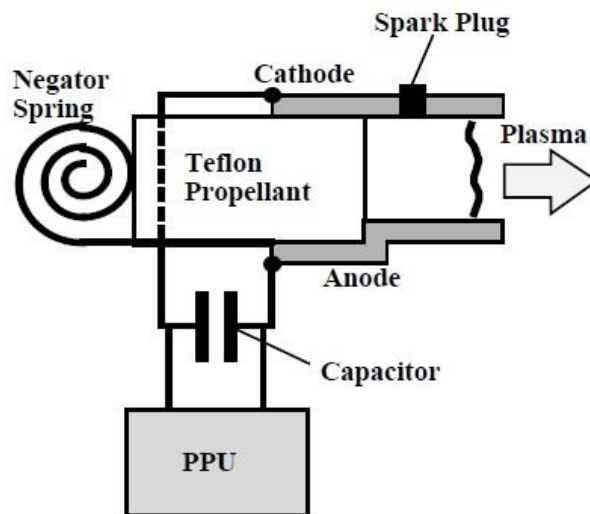 Spark Plug
Negator
Spring
Cathode
Plasma
Teflon
Propellant
Anode
Capacitor
PPU